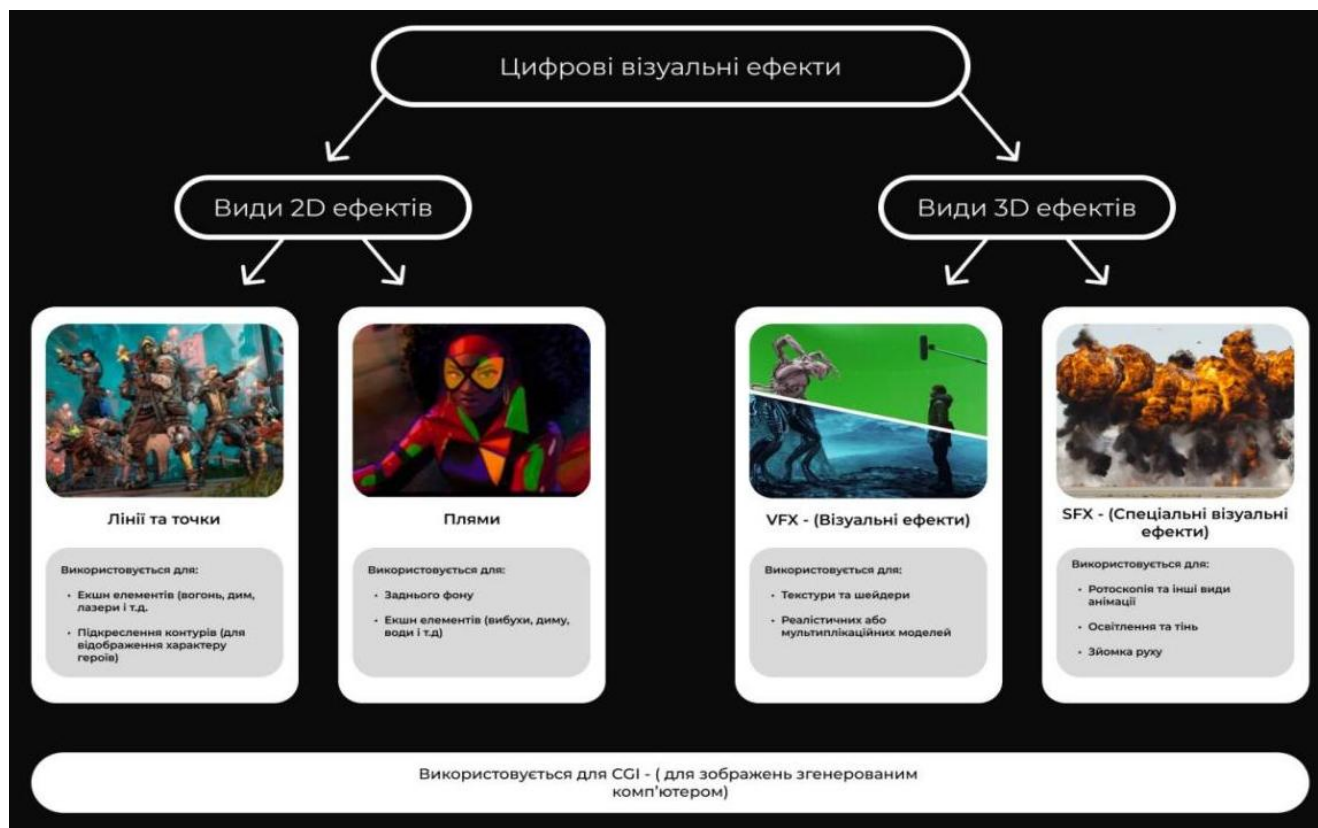 Цифрові візуальні ефекти
Види 2D ефектів
Види 3D ефектів
Лінії та точки
Використовується для:
• Екшн елементів (вогонь, дим,
лазери і т.д.
• Підкреслення контурів (для
відображення характеру
героїв)
Плями
Використовується для:
• Заднього фону
• Екшн елементів (вибухи, диму,
води і т.д)
VFX - (Візуальні ефекти)
Використовується для:
• Текстури та шейдери
• Реалістичних або
мультиплікаційних моделей
SFX - (Спеціальні візуальні
ефекти)
Використовується для:
• Ротоскопія та інші види
анімації
• Освітлення та тінь
• Зйомка руху
Використовується для CGI - ( для зображень згенерованим
комп'ютером)